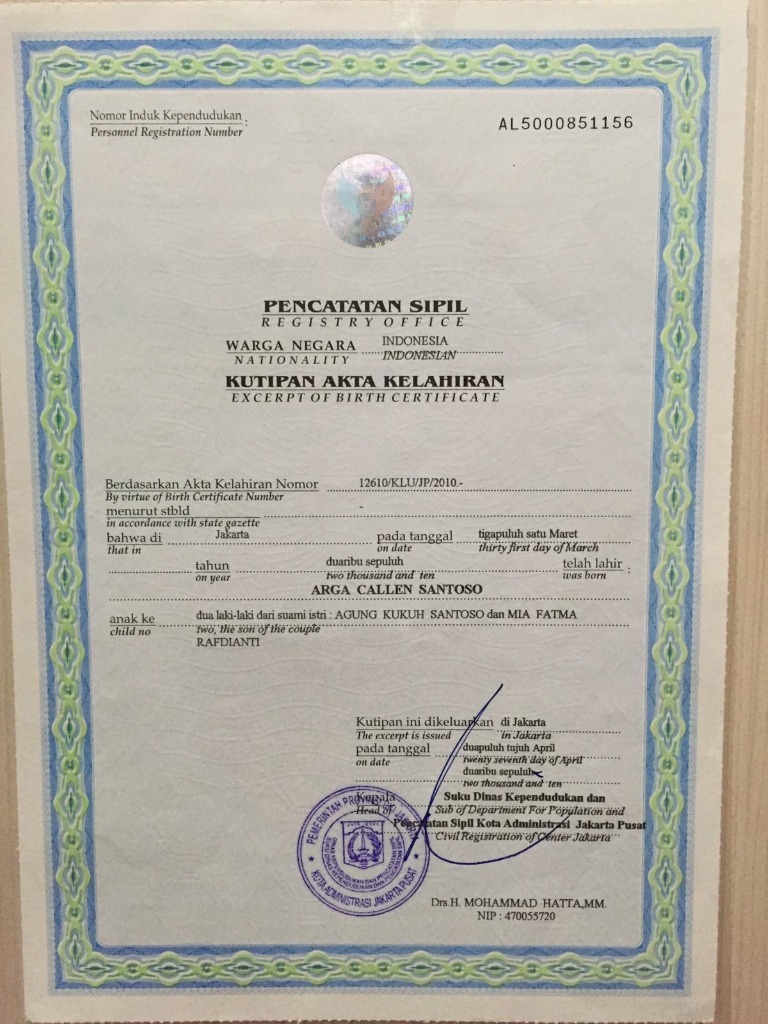 Nomor Induk Kependudukan :
Personnel Registration Number
AL5000851156
PENCATATAN SIPIL
REGISTRY OFFICE
WARGA NEGARA INDONESIA
NATIONALITY INDONESIAN
KUTIPAN AKTA KELAHIRAN
EXCERPT OF BIRTH CERTIFICATE
Berdasarkan Akta Kelahiran Nomor 12610/KLU/JP/2010.-
By virtue of Birth Certificate Number
menurut stbld -
in accordance with state gazette
bahwa di Jakarta pada tanggal tigapuluh satu Maret
that in on date thirty first day of March
tahun duaribu sepuluh telah lahir :
on year two thousand and ten was born
ARGA CALLEN SANTOSO
anak ke dua laki-laki dari suami istri : AGUNG KUKUH SANTOSO dan MIA FATMA
child no two, the son of the couple
RAFDIANTI
Kutipan ini dikeluarkan di Jakarta
The excerpt is issued in Jakarta
pada tanggal duapuluh tujuh April
on date twenty seventh day of April
duaribu sepuluh
two thousand and ten
Kepala Suku Dinas Kependudukan dan
Head of Sub of Department For Population and
Pencatatan Sipil Kota Administrasi Jakarta Pusat
Civil Registration of Center Jakarta
PEMERINTAH PROVINSI
KOTA ADMINISTRASI JAKARTA PUSAT
Drs.H. MOHAMMAD HATTA,MM.
NIP : 470055720